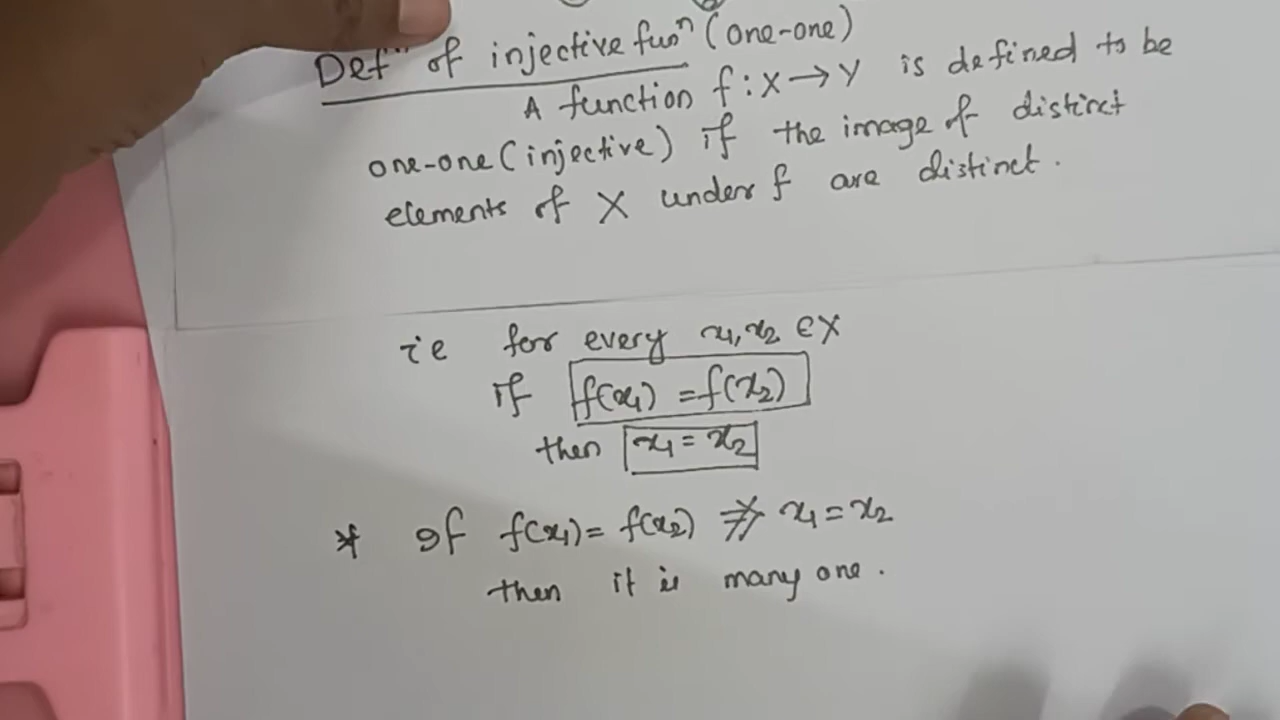 Defⁿ of injective funⁿ (one-one)
A function f : X → Y is defined to be
one-one (injective) if the image of distinct
elements of X under f are distinct.
ie for every x₁, x₂ ∈ X
if f(x₁) = f(x₂)
then x₁ = x₂
* If f(x₁) = f(x₂) ⇏ x₁ = x₂
then it is many one.